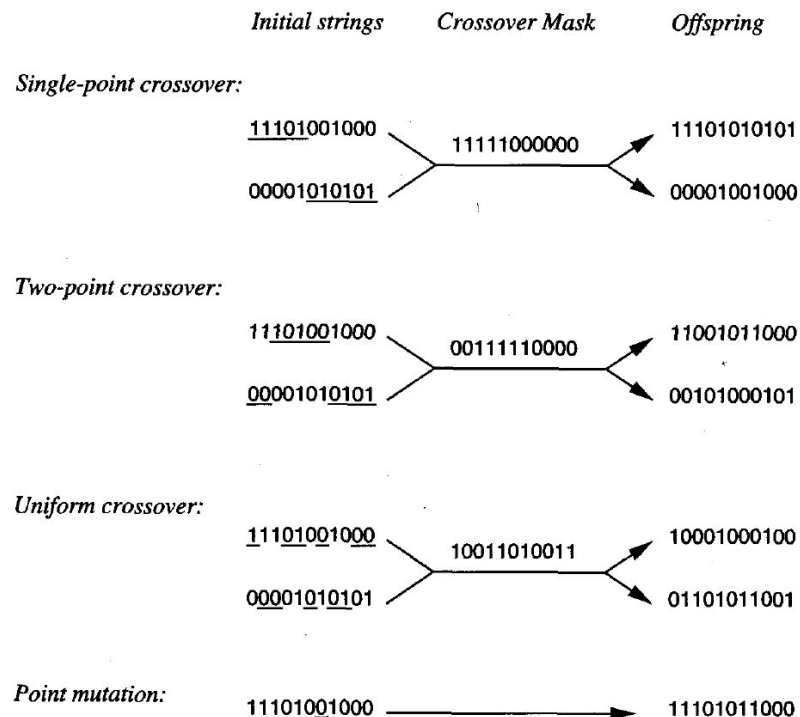 Initial strings Crossover Mask Offspring
Single-point crossover:
11101001000 11111000000 11101010101
00001010101 00001001000
Two-point crossover:
11101001000 00111110000 11001011000
00001010101 00101000101
Uniform crossover:
11101001000 10011010011 10001000100
00001010101 01101011001
Point mutation:
11101001000 11101011000